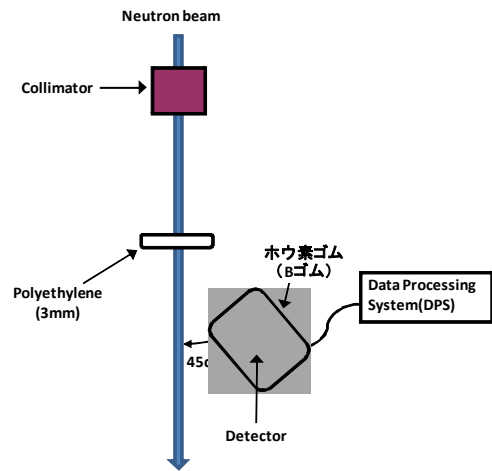 Neutron beam
Collimator
ホウ素ゴム
(Bゴム)
Data Processing
System(DPS)
Polyethylene
(3mm)
Detector